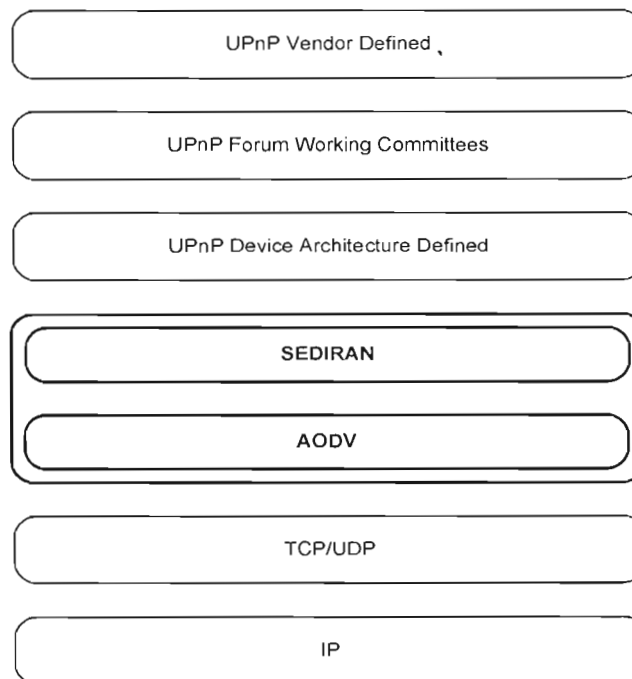 UPnP Vendor Defined
UPnP Forum Working Committees
UPnP Device Architecture Defined
SEDIRAN
AODV
TCP/UDP
IP